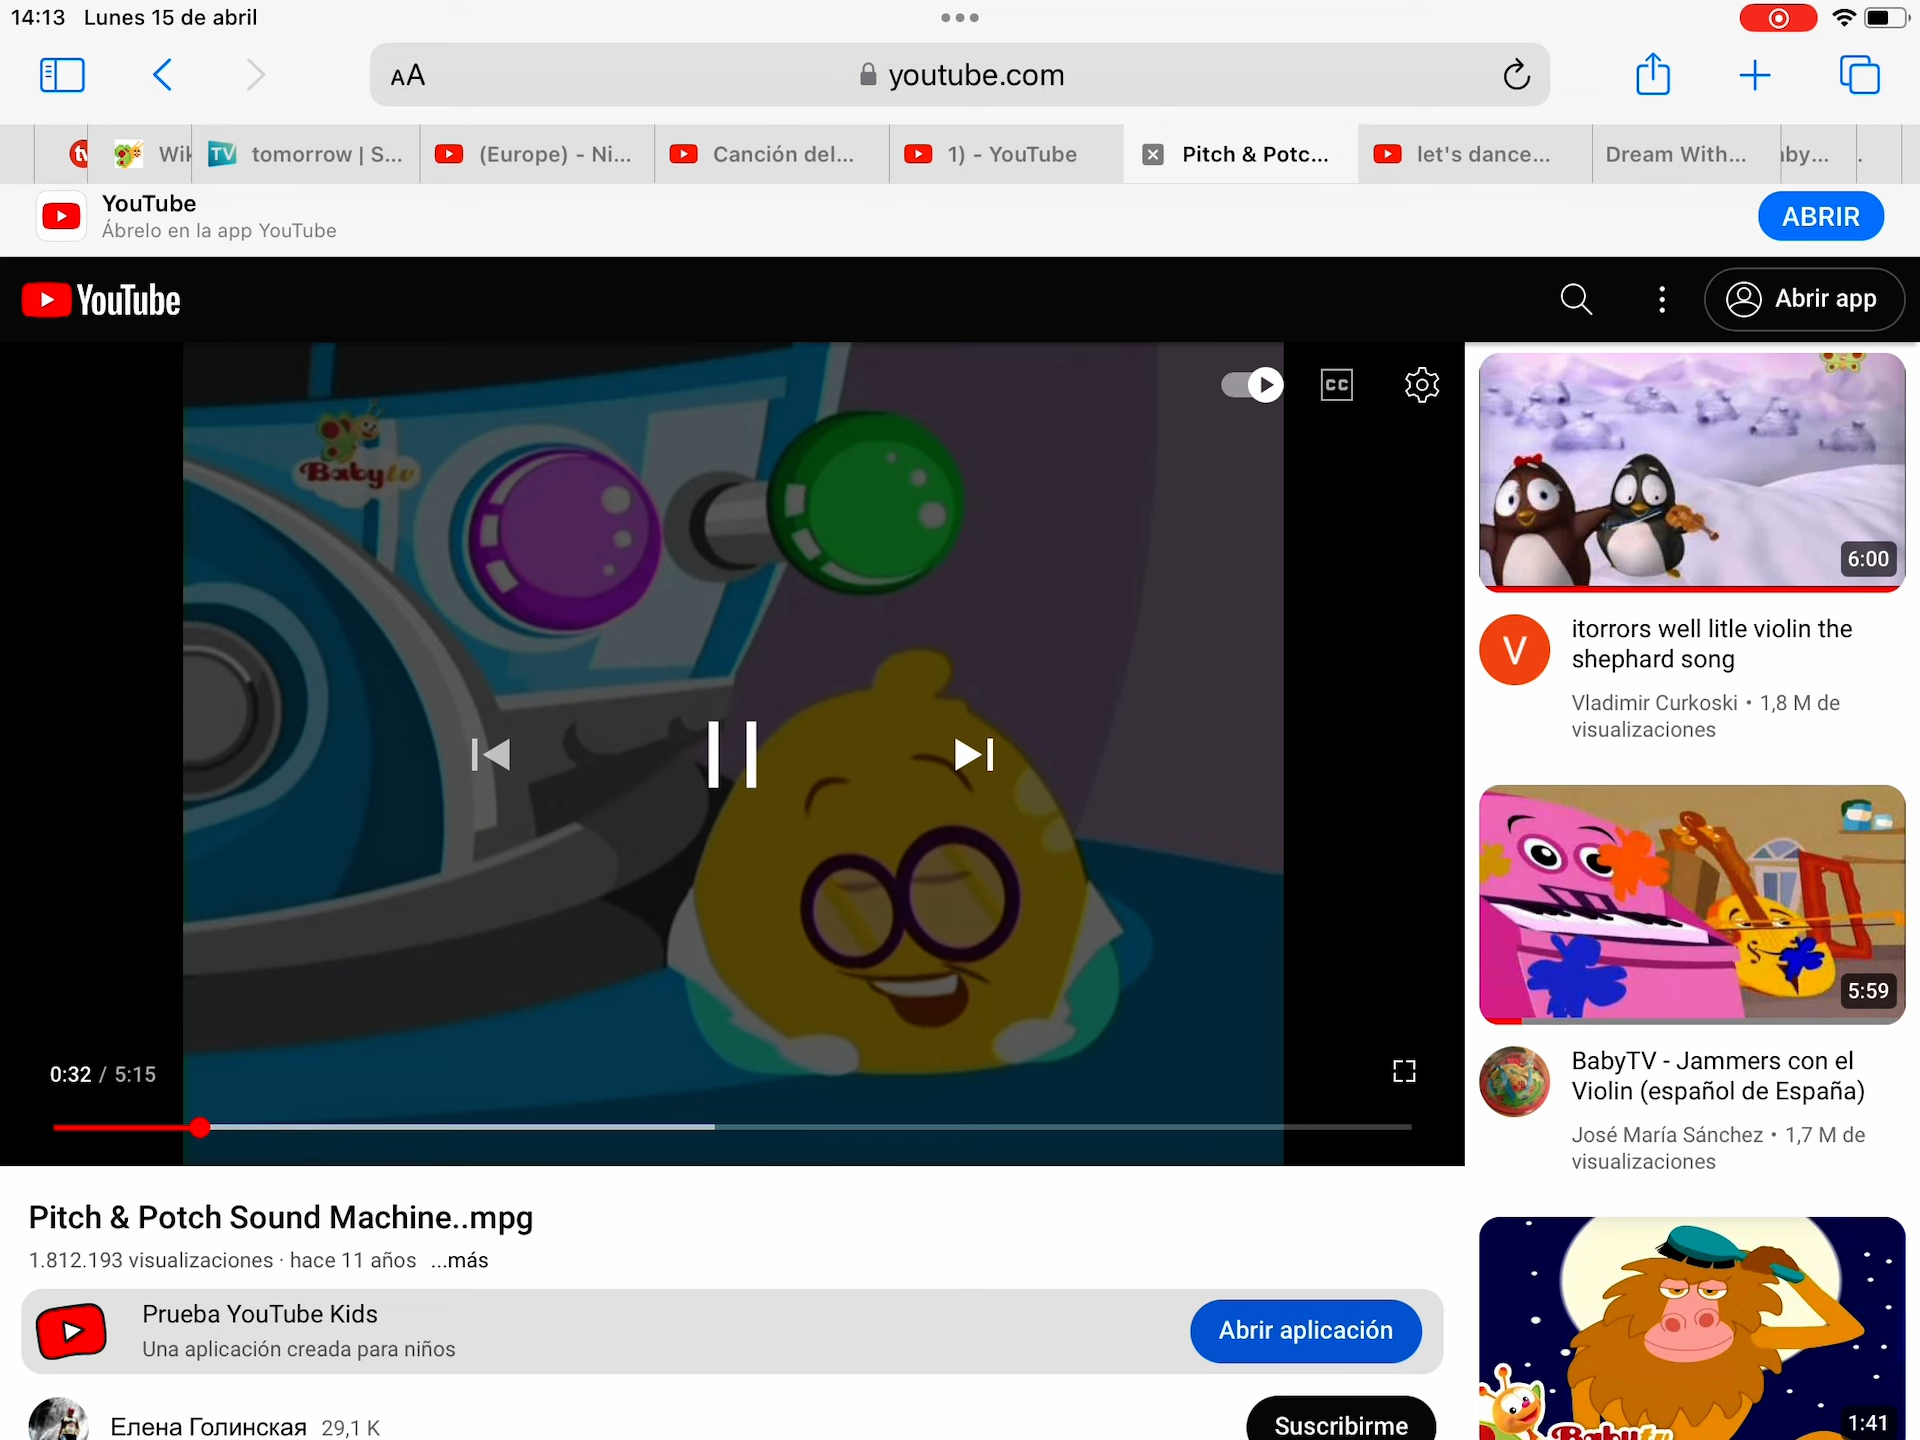 14:13 Lunes 15 de abril
AA youtube.com
Wik
tomorrow | S...
(Europe) - Ni...
Canción del...
1) - YouTube
Pitch & Potc...
let's dance...
Dream With...
by...
YouTube
Ábrelo en la app YouTube
ABRIR
YouTube
Abrir app
Babytv
CC
0:32 / 5:15
6:00
itorrors well litle violin the
shephard song
Vladimir Curkoski • 1,8 M de
visualizaciones
V
5:59
BabyTV - Jammers con el
Violin (español de España)
José María Sánchez • 1,7 M de
visualizaciones
Babytv
1:41
Pitch & Potch Sound Machine..mpg
1.812.193 visualizaciones · hace 11 años ...más
Prueba YouTube Kids
Una aplicación creada para niños
Abrir aplicación
Елена Голинская 29,1 K
Suscribirme